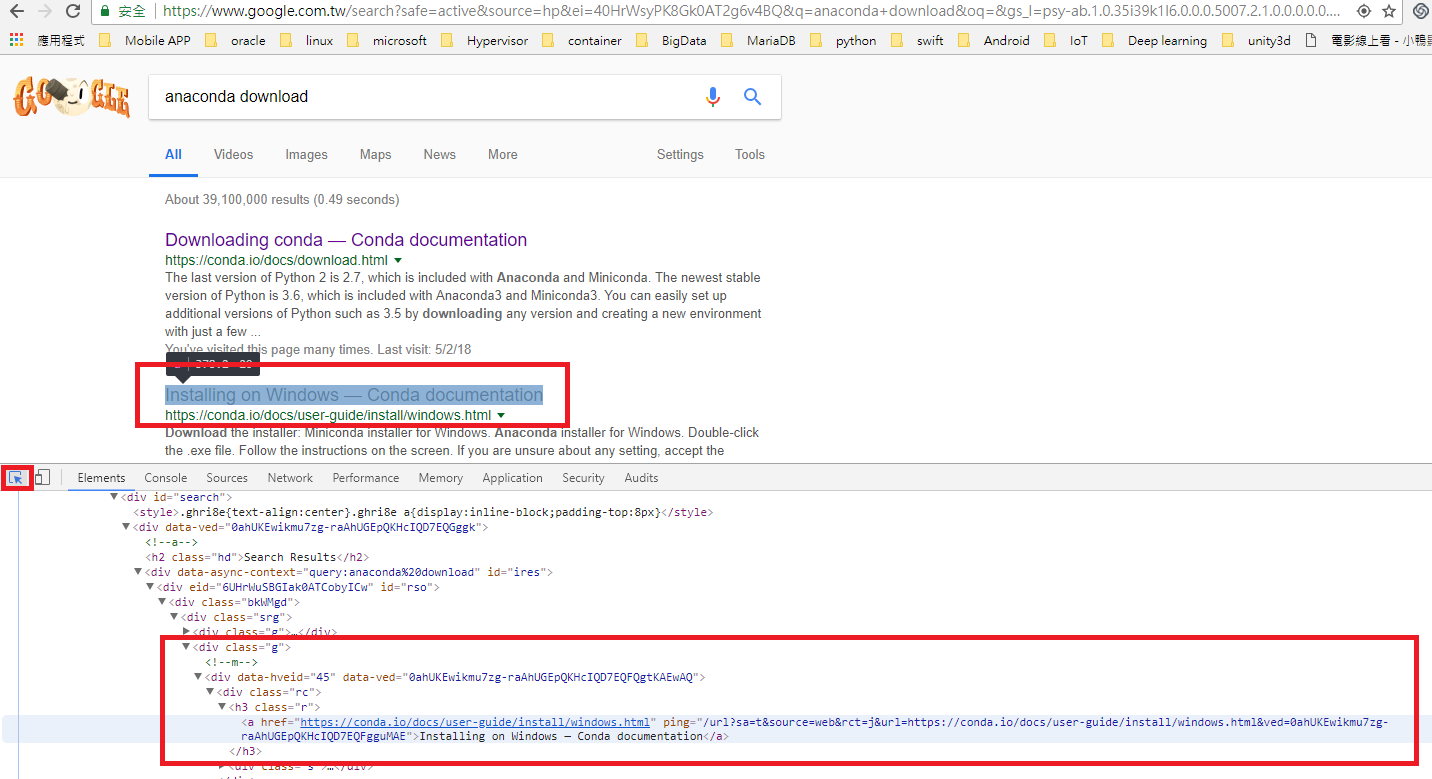 安全 https://www.google.com.tw/search?safe=active&source=hp&ei=40HrWsyPK8Gk0AT2g6v4BQ&q=anaconda+download&oq=&gs_l=psy-ab.1.0.35i39k1l6.0.0.0.5007.2.1.0.0.0.0.0....
應用程式 Mobile APP oracle linux microsoft Hypervisor container BigData MariaDB python swift Android IoT Deep learning unity3d 電影線上看 - 小鴨
GOOGLE anaconda download
All Videos Images Maps News More Settings Tools
About 39,100,000 results (0.49 seconds)
Downloading conda — Conda documentation
https://conda.io/docs/download.html
The last version of Python 2 is 2.7, which is included with Anaconda and Miniconda. The newest stable
version of Python is 3.6, which is included with Anaconda3 and Miniconda3. You can easily set up
additional versions of Python such as 3.5 by downloading any version and creating a new environment
with just a few ...
You've visited this page many times. Last visit: 5/2/18
Installing on Windows — Conda documentation
https://conda.io/docs/user-guide/install/windows.html
Download the installer: Miniconda installer for Windows. Anaconda installer for Windows. Double-click
the .exe file. Follow the instructions on the screen. If you are unsure about any setting, accept the
Elements Console Sources Network Performance Memory Application Security Audits
<div id="search">
<style>.ghri8e{text-align:center}.ghri8e a{display:inline-block;padding-top:8px}</style>
<div data-ved="0ahUKEwikmu7zg-raAhUGEpQKHcIQD7EQGggk">
<!--a-->
<h2 class="hd">Search Results</h2>
<div data-async-context="query:anaconda%20download" id="ires">
<div eid="6UHrWuSBGIak0ATCobyICw" id="rso">
<div class="bkWMgd">
<div class="srg">
<div class="g">…</div>
<div class="g">
<!--m-->
<div data-hveid="45" data-ved="0ahUKEwikmu7zg-raAhUGEpQKHcIQD7EQFQgtKAEwAQ">
<div class="rc">
<h3 class="r">
<a href="https://conda.io/docs/user-guide/install/windows.html" ping="/url?sa=t&source=web&rct=j&url=https://conda.io/docs/user-guide/install/windows.html&ved=0ahUKEwikmu7zg-
raAhUGEpQKHcIQD7EQFgguMAE">Installing on Windows — Conda documentation</a>
</h3>
<div class="s">…</div>